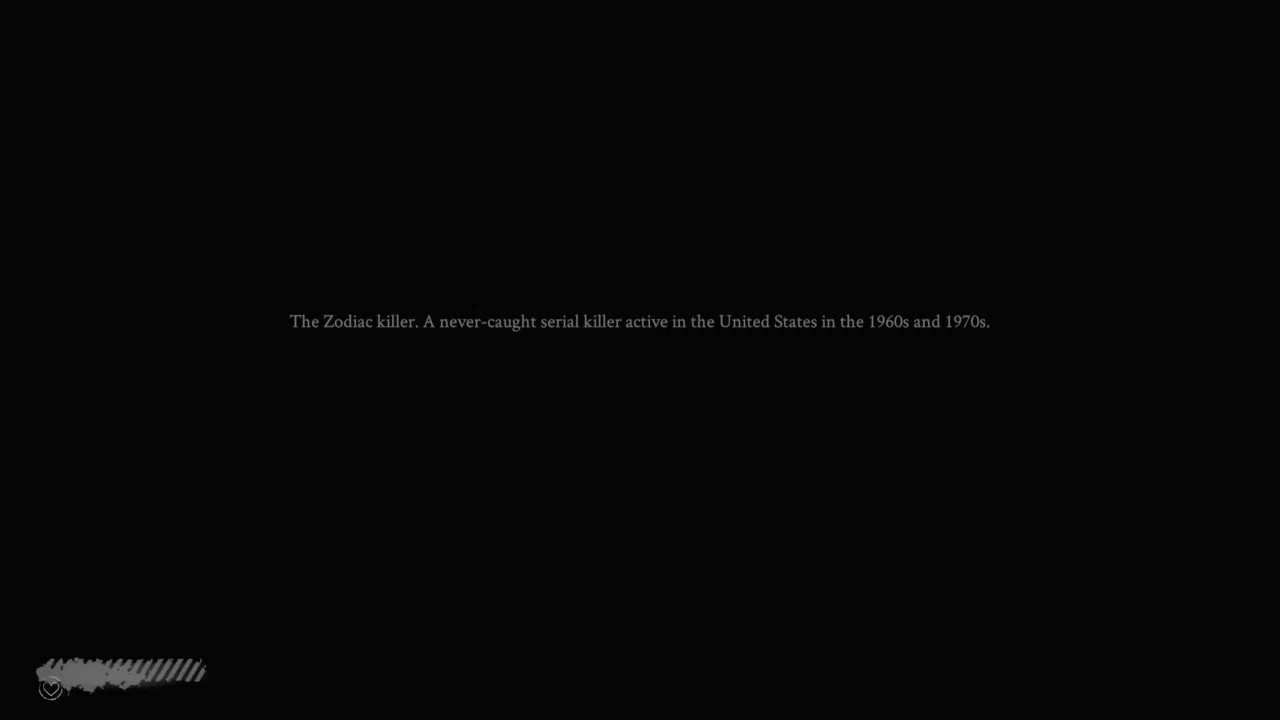 The Zodiac killer. A never-caught serial killer active in the United States in the 1960s and 1970s.